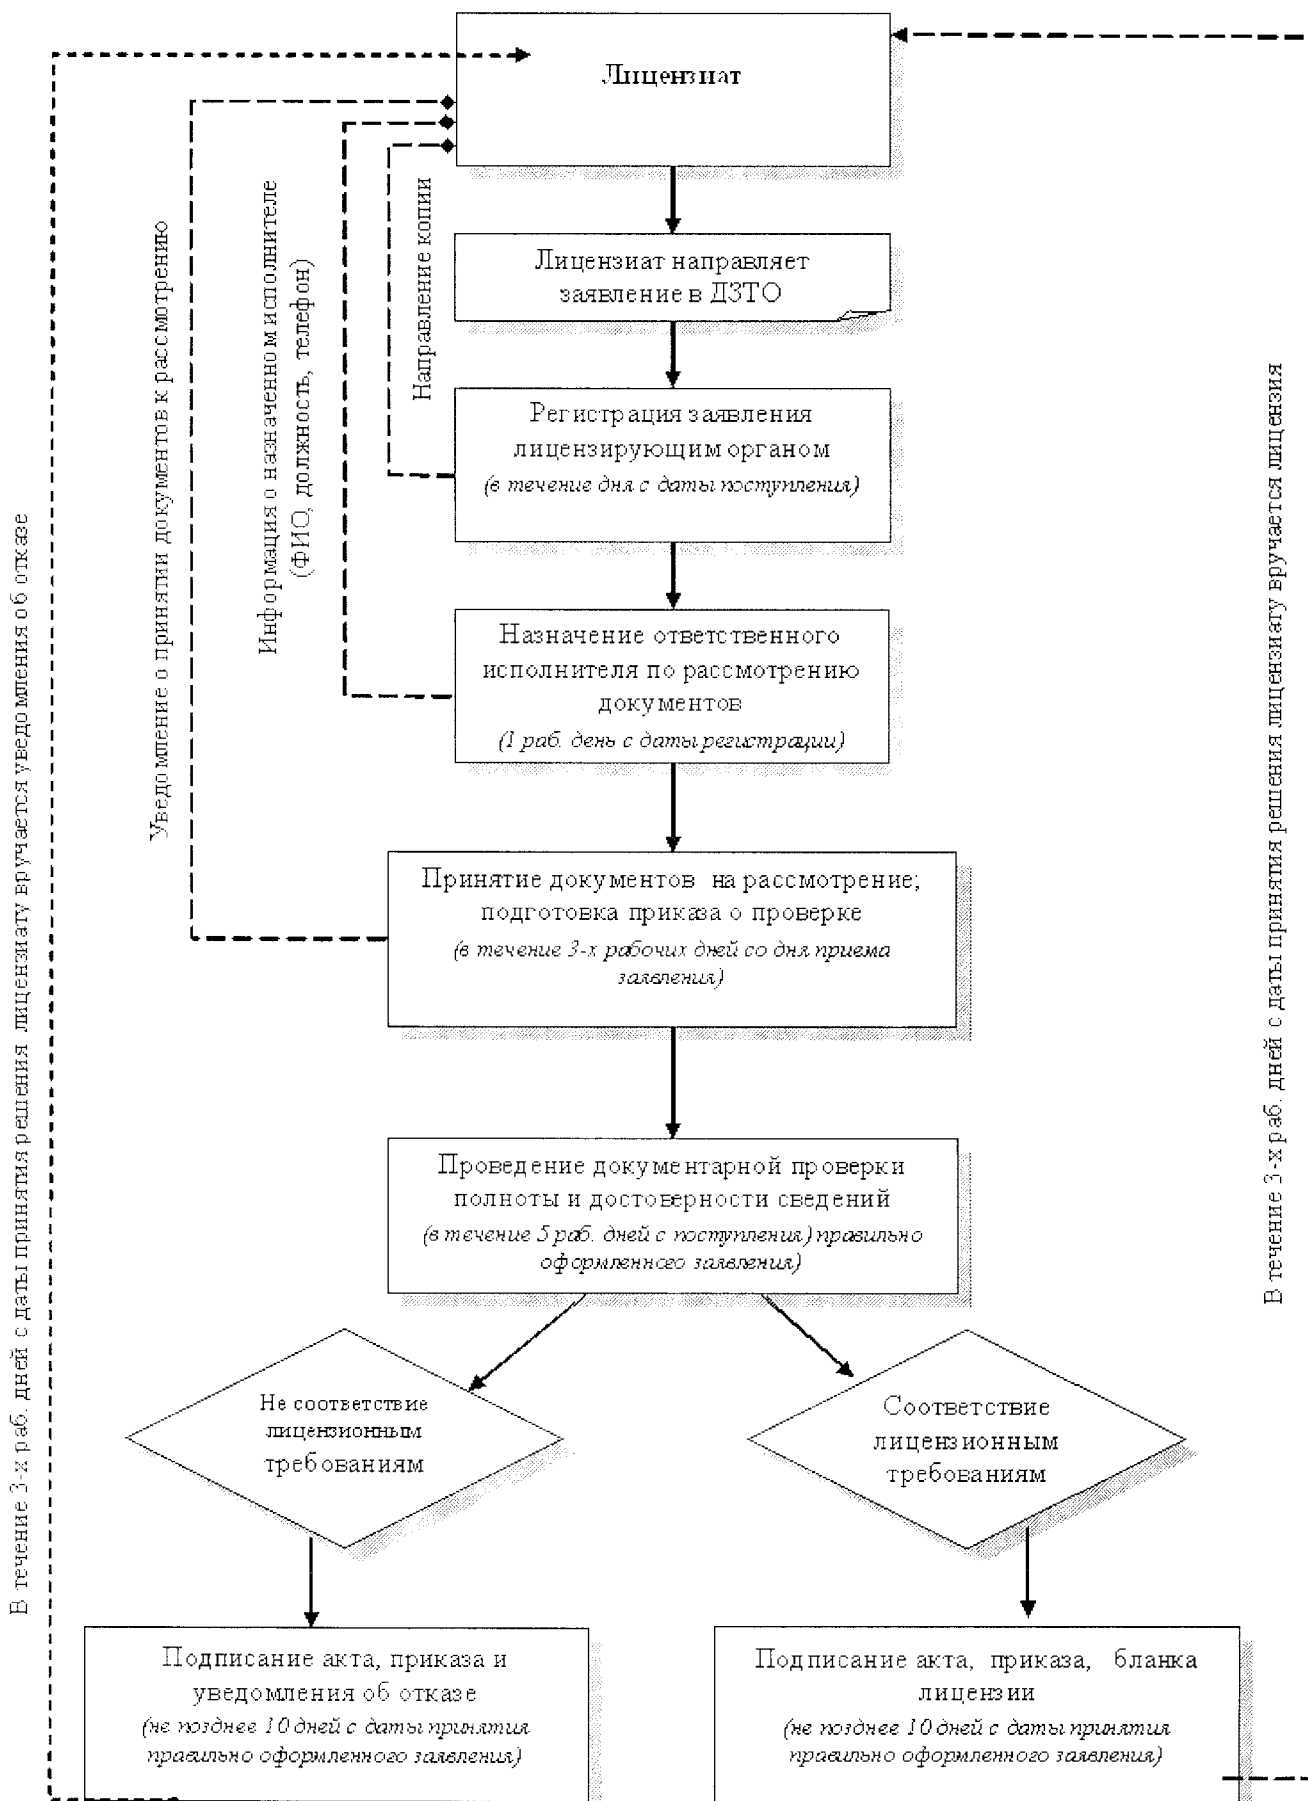 Лицензиат
Лицензиат направляет
заявление в ДЗТО
Регистрация заявления
лицензирующим органом
(в течение дня с даты поступления)
Назначение ответственного
исполнителя по рассмотрению
документов
(1 раб. день с даты регистрации)
Принятие документов на рассмотрение;
подготовка приказа о проверке
(в течение 3-х рабочих дней со дня приема
заявления)
Проведение документарной проверки
полноты и достоверности сведений
(в течение 5 раб. дней с поступления) правильно
оформленного заявления)
Не соответствие
лицензионным
требованиям
Соответствие
лицензионным
требованиям
Подписание акта, приказа и
уведомления об отказе
(не позднее 10 дней с даты принятия
правильно оформленного заявления)
Подписание акта, приказа, бланка
лицензии
(не позднее 10 дней с даты принятия
правильно оформленного заявления)
Направление копии
Информация о назначенном исполнителе
(ФИО, должность, телефон)
Уведомление о принятии документов к рассмотрению
В течение 3-х раб. дней с даты принятия решения лицензиату вручается уведомления об отказе
В течение 3-х раб. дней с даты принятия решения лицензиату вручается лицензия